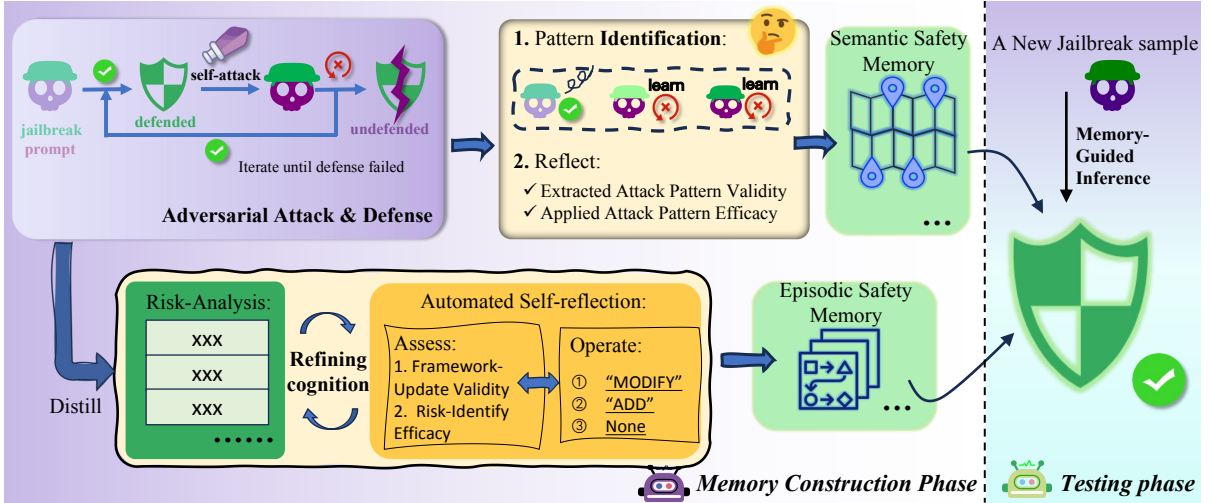 self-attack
jailbreak
prompt
defended
undefended
Iterate until defense failed
Adversarial Attack & Defense
1. Pattern Identification:
learn
learn
2. Reflect:
✓ Extracted Attack Pattern Validity
✓ Applied Attack Pattern Efficacy
Semantic Safety
Memory
...
A New Jailbreak sample
Memory-
Guided
Inference
Distill
Risk-Analysis:
XXX
XXX
XXX
......
Refining
cognition
Automated Self-reflection:
Assess:
1. Framework-
Update Validity
2. Risk-Identify
Efficacy
Operate:
① “MODIFY”
② “ADD”
③ None
Episodic Safety
Memory
...
Memory Construction Phase
Testing phase